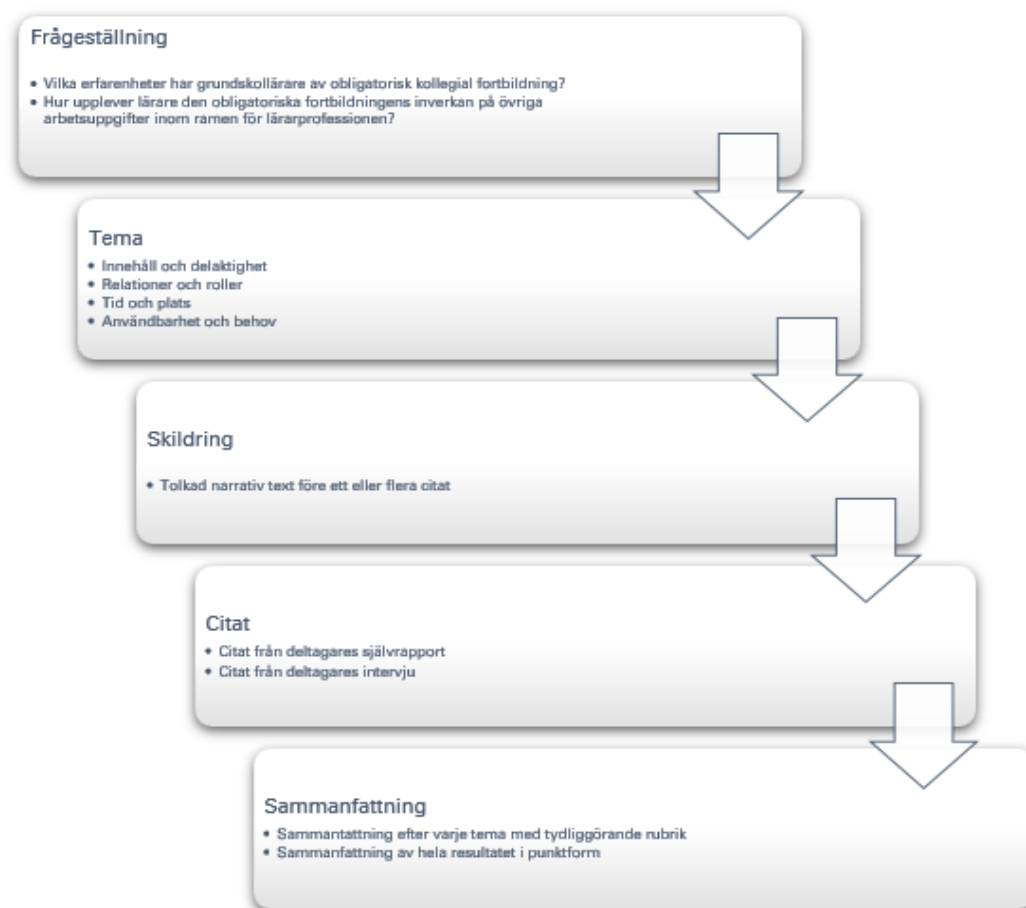 Frågeställning
• Vilka erfarenheter har grundskollärare av obligatorisk kollegial fortbildning?
• Hur upplever lärare den obligatoriska fortbildningens inverkan på övriga
arbetsuppgifter inom ramen för lärarprofessionen?
Tema
• Innehåll och delaktighet
• Relationer och roller
• Tid och plats
• Användbarhet och behov
Skildring
• Tolkad narrativ text före ett eller flera citat
Citat
• Citat från deltagares självrapport
• Citat från deltagares intervju
Sammanfattning
• Sammantattning efter varje tema med tydliggörande rubrik
• Sammanfattning av hela resultatet i punktform